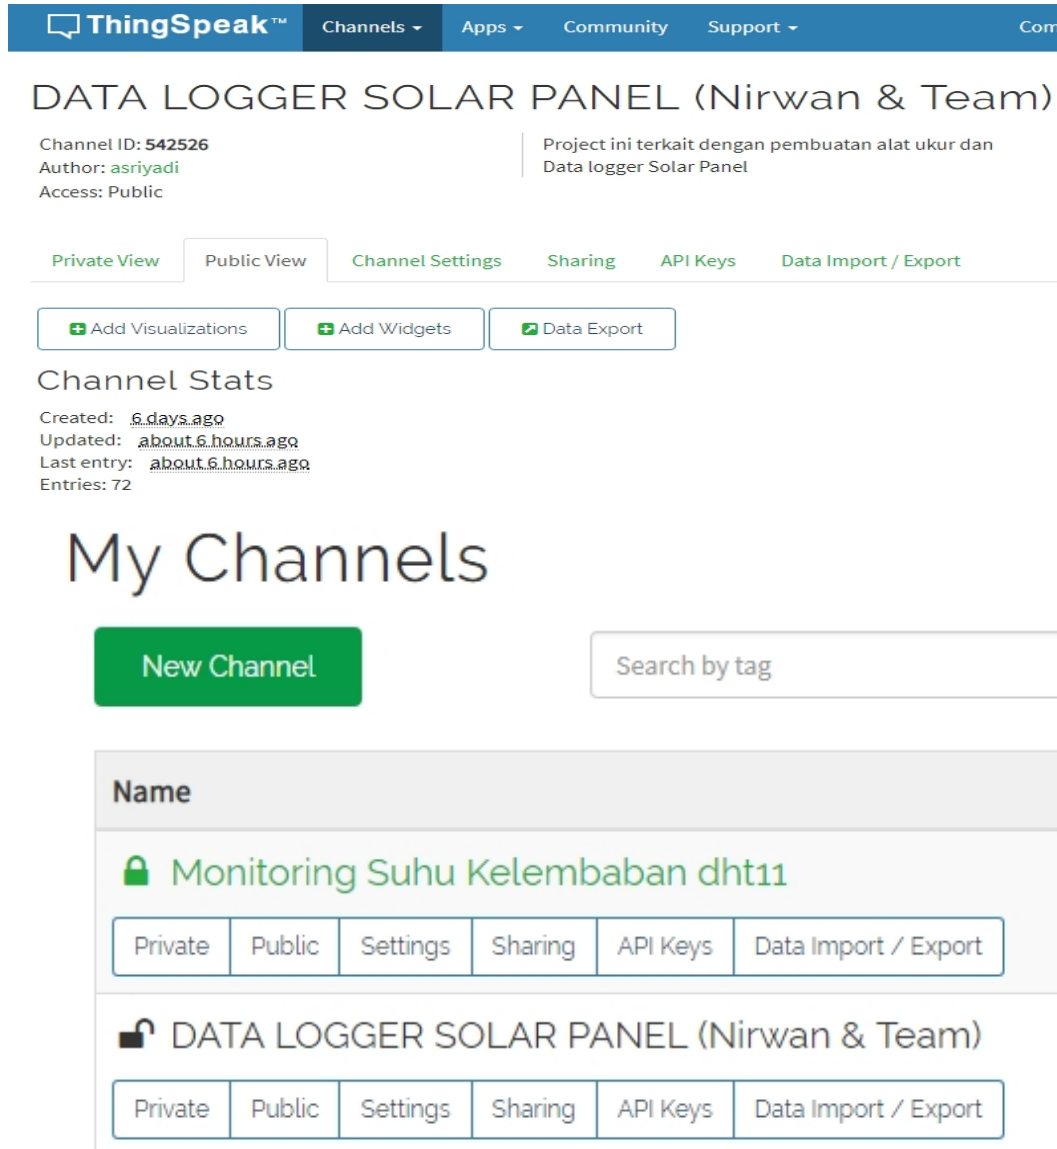 ThingSpeak™ Channels Apps Community Support Com
DATA LOGGER SOLAR PANEL (Nirwan & Team)
Channel ID: 542526
Author: asriyadi
Access: Public
Project ini terkait dengan pembuatan alat ukur dan
Data logger Solar Panel
Private View Public View Channel Settings Sharing API Keys Data Import / Export
Add Visualizations Add Widgets Data Export
Channel Stats
Created: 6 days ago
Updated: about 6 hours ago
Last entry: about 6 hours ago
Entries: 72
My Channels
New Channel Search by tag
Name
Monitoring Suhu Kelembaban dht11
Private Public Settings Sharing API Keys Data Import / Export
DATA LOGGER SOLAR PANEL (Nirwan & Team)
Private Public Settings Sharing API Keys Data Import / Export